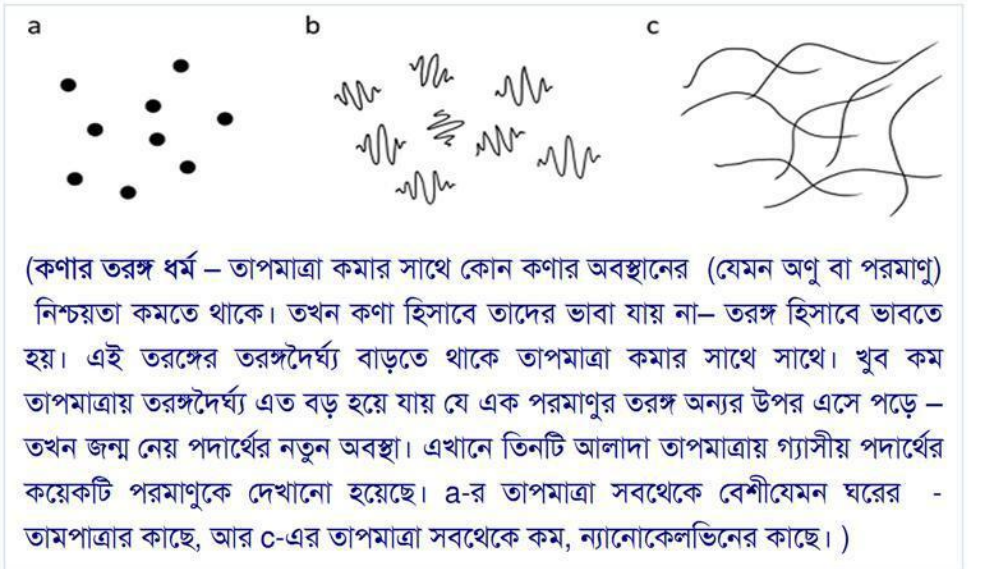 a b c
(কণার তরঙ্গ ধর্ম – তাপমাত্রা কমার সাথে কোন কণার অবস্থানের (যেমন অণু বা পরমাণু)
নিশ্চয়তা কমতে থাকে। তখন কণা হিসাবে তাদের ভাবা যায় না– তরঙ্গ হিসাবে ভাবতে
হয়। এই তরঙ্গের তরঙ্গদৈর্ঘ্য বাড়তে থাকে তাপমাত্রা কমার সাথে সাথে। খুব কম
তাপমাত্রায় তরঙ্গদৈর্ঘ্য এত বড় হয়ে যায় যে এক পরমাণুর তরঙ্গ অন্যর উপর এসে পড়ে –
তখন জন্ম নেয় পদার্থের নতুন অবস্থা। এখানে তিনটি আলাদা তাপমাত্রায় গ্যাসীয় পদার্থের
কয়েকটি পরমাণুকে দেখানো হয়েছে। a-র তাপমাত্রা সবথেকে বেশীযেমন ঘরের -
তামপাত্রার কাছে, আর c-এর তাপমাত্রা সবথেকে কম, ন্যানোকেলভিনের কাছে। )